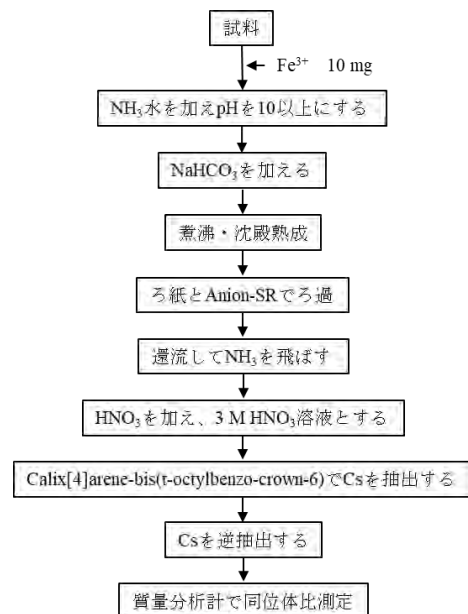 試料
Fe³⁺ 10 mg
NH₃水を加えpHを10以上にする
NaHCO₃を加える
煮沸・沈殿熟成
ろ紙とAnion-SRでろ過
還流してNH₃を飛ばす
HNO₃を加え、3 M HNO₃溶液とする
Calix[4]arene-bis(t-octylbenzo-crown-6)でCsを抽出する
Csを逆抽出する
質量分析計で同位体比測定